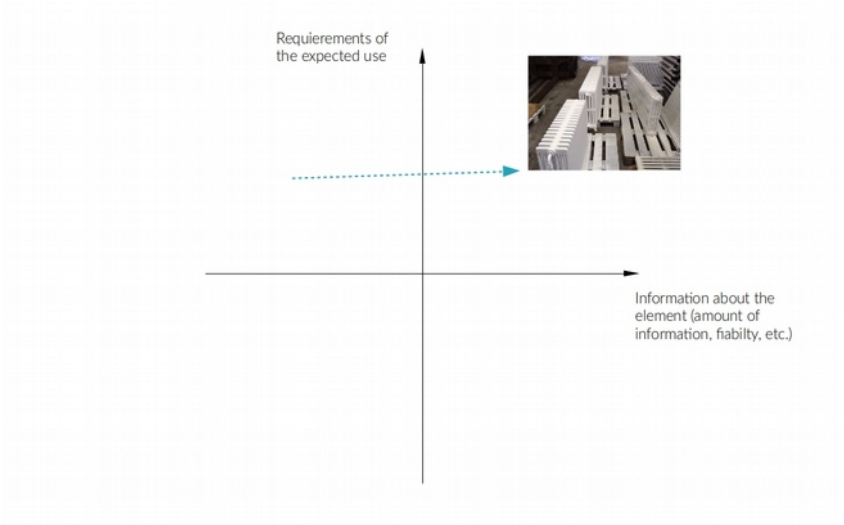 Requierements of
the expected use
Information about the
element (amount of
information, fiabilty, etc.)